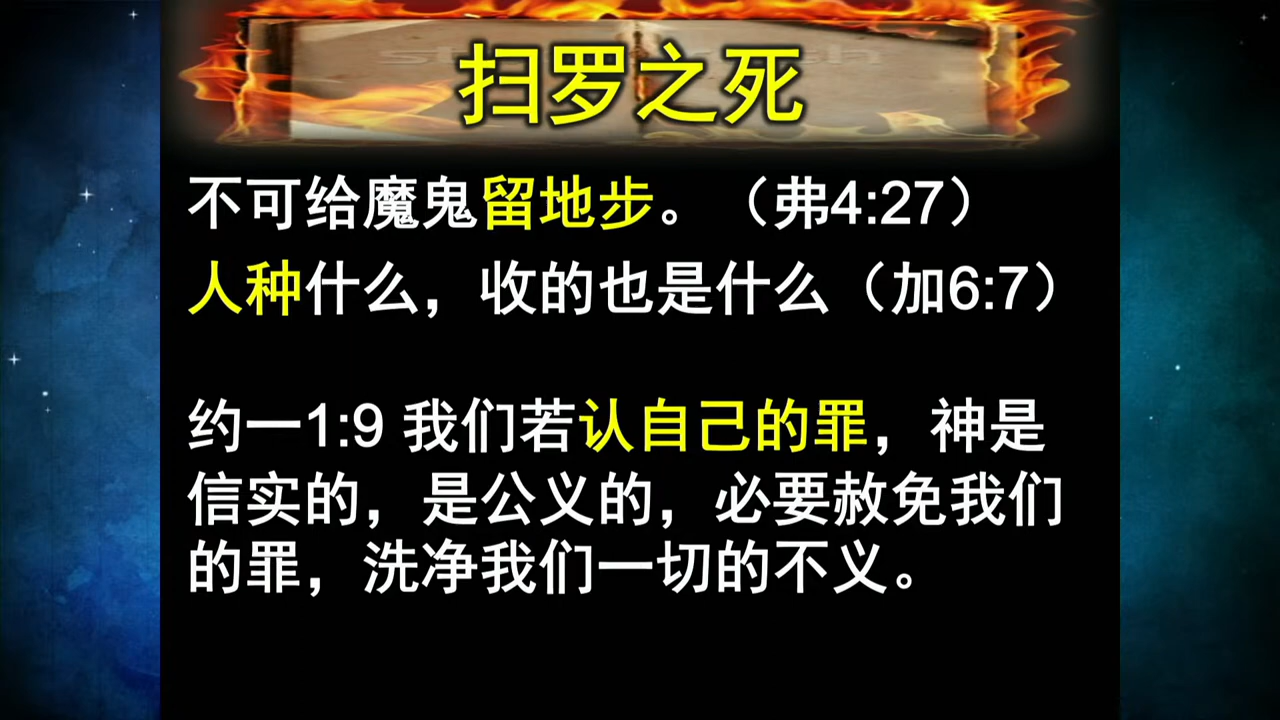 扫罗之死
不可给魔鬼留地步。（弗4:27）
人种什么，收的也是什么（加6:7）
约一1:9 我们若认自己的罪，神是
信实的，是公义的，必要赦免我们
的罪，洗净我们一切的不义。